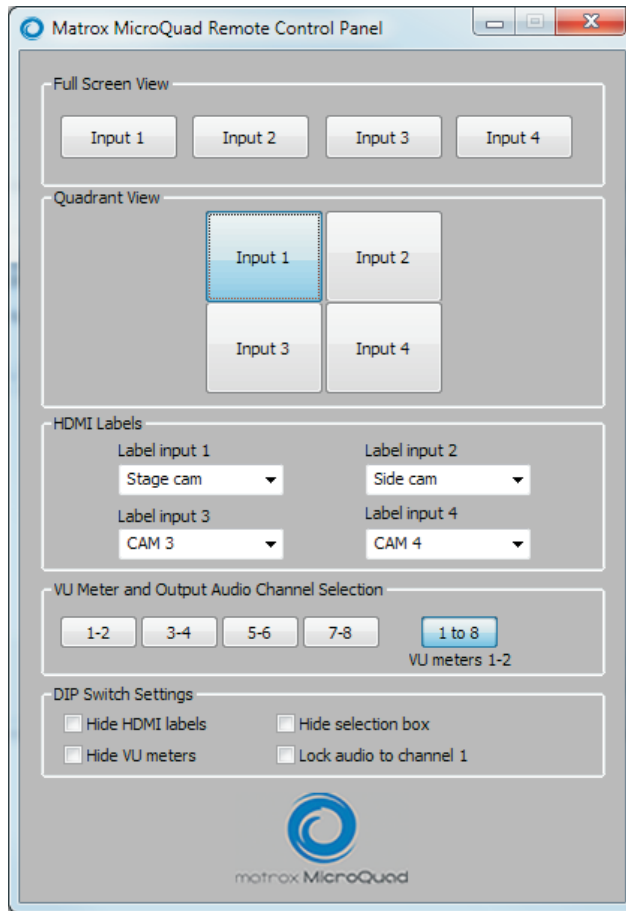 Matrox MicroQuad Remote Control Panel
Full Screen View
Input 1 Input 2 Input 3 Input 4
Quadrant View
Input 1 Input 2
Input 3 Input 4
HDMI Labels
Label input 1 Label input 2
Stage cam Side cam
Label input 3 Label input 4
CAM 3 CAM 4
VU Meter and Output Audio Channel Selection
1-2 3-4 5-6 7-8 1 to 8
VU meters 1-2
DIP Switch Settings
Hide HDMI labels Hide selection box
Hide VU meters Lock audio to channel 1
matrox MicroQuad